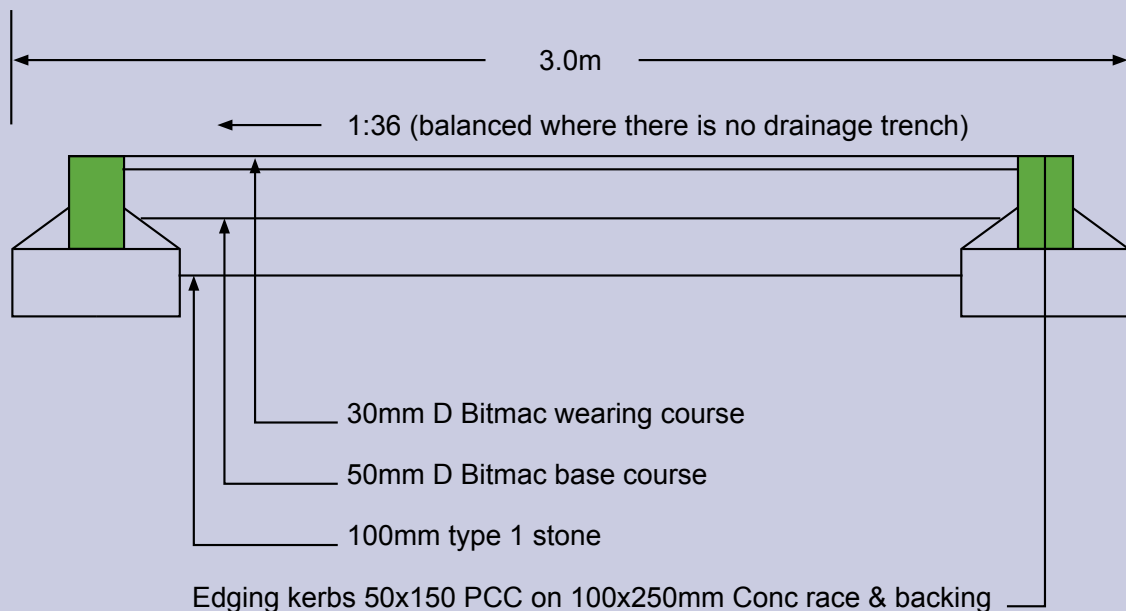 3.0m
1:36 (balanced where there is no drainage trench)
30mm D Bitmac wearing course
50mm D Bitmac base course
100mm type 1 stone
Edging kerbs 50x150 PCC on 100x250mm Conc race & backing